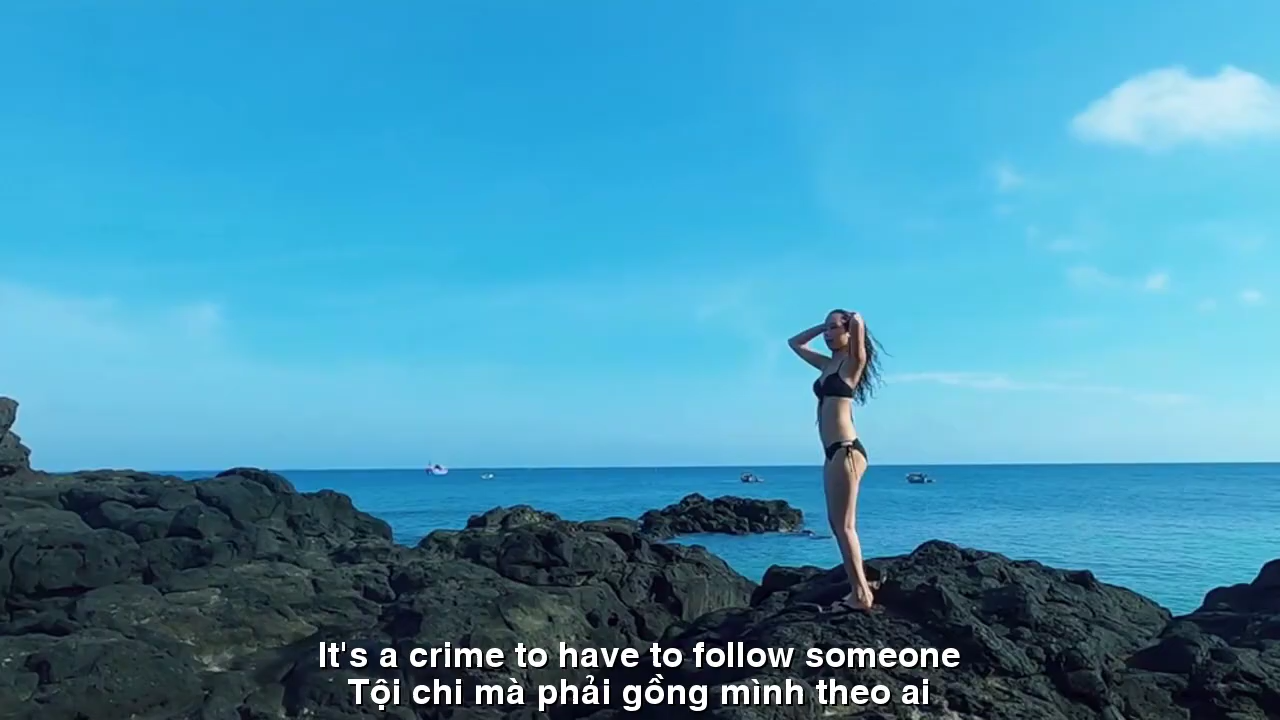 It's a crime to have to follow someone
Tội chi mà phải gồng mình theo ai